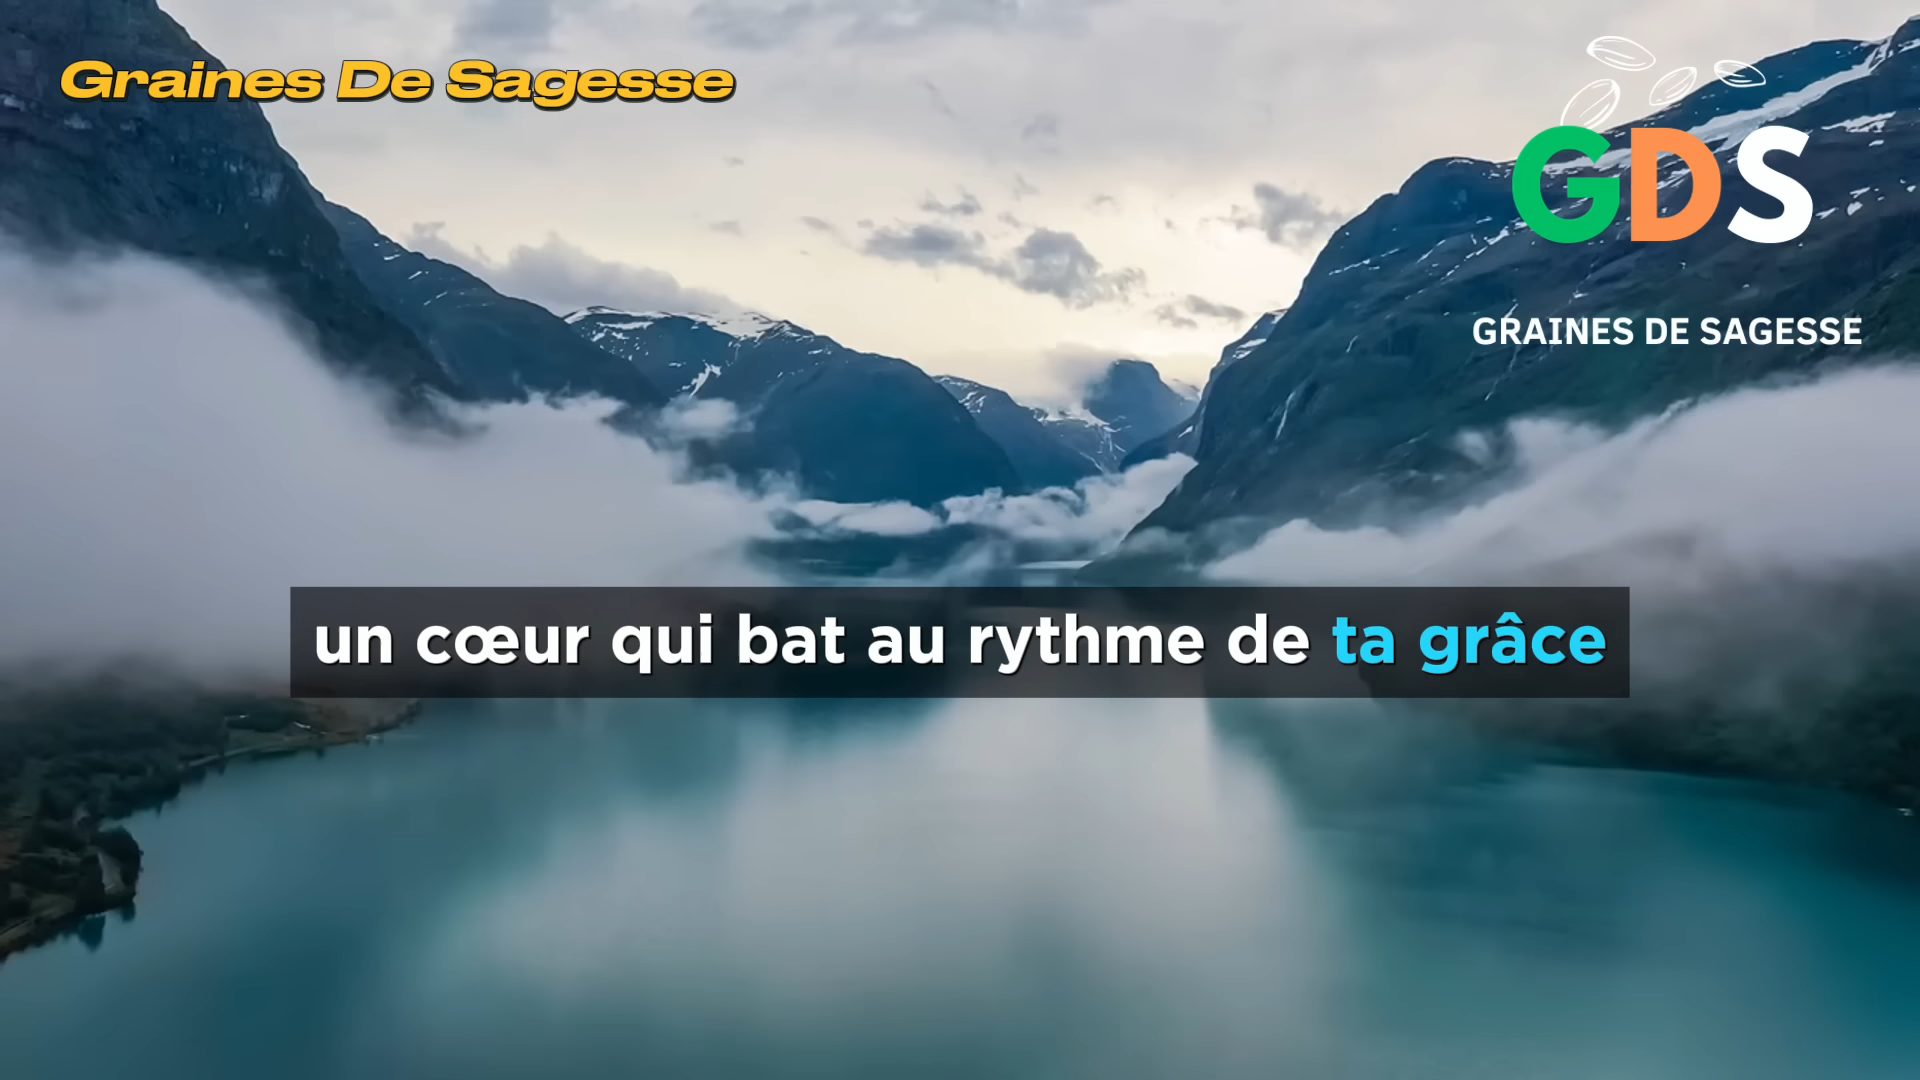 Graines De Sagesse
GDS
GRAINES DE SAGESSE
un cœur qui bat au rythme de ta grâce